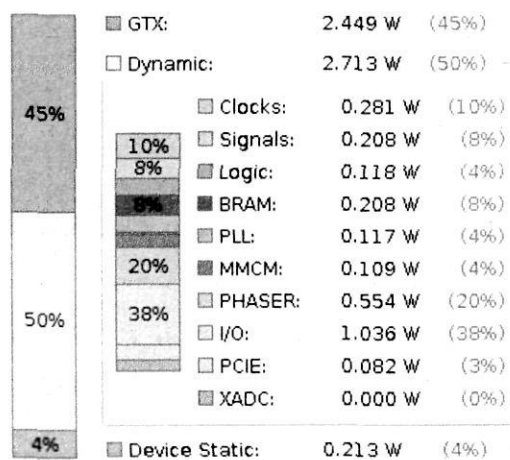 GTX: 2.449 W (45%)
Dynamic: 2.713 W (50%)
45%
Clocks: 0.281 W (10%)
10%
Signals: 0.208 W (8%)
8%
Logic: 0.118 W (4%)
8%
BRAM: 0.208 W (8%)
PLL: 0.117 W (4%)
MMCM: 0.109 W (4%)
20%
PHASER: 0.554 W (20%)
50%
38%
I/O: 1.036 W (38%)
PCIE: 0.082 W (3%)
XADC: 0.000 W (0%)
4%
Device Static: 0.213 W (4%)